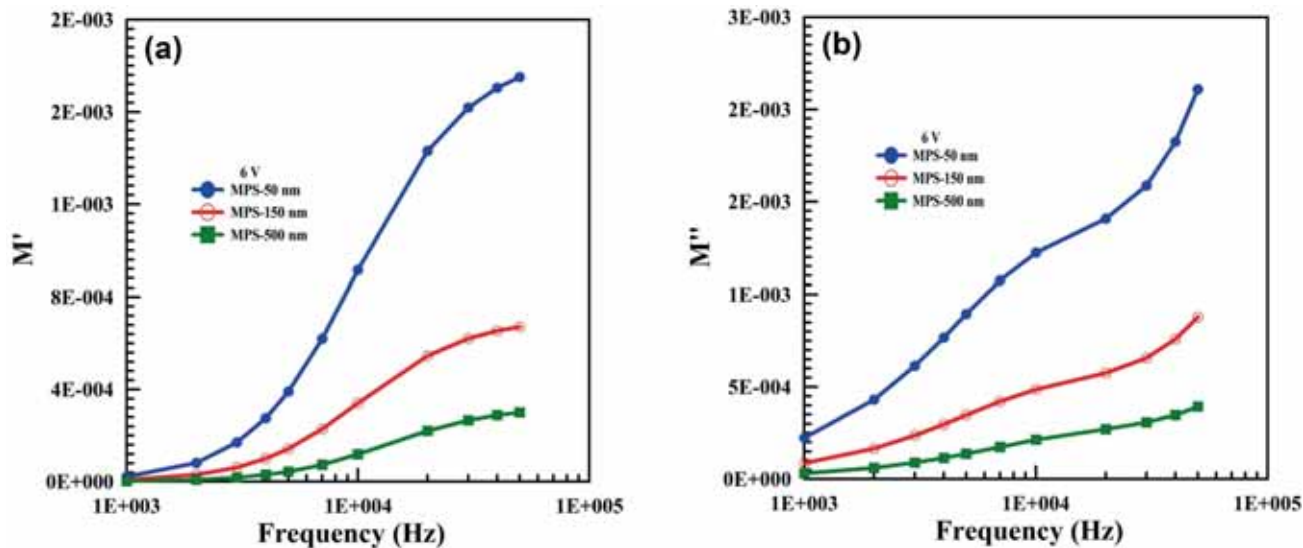 (a)
2E-003
2E-003
1E-003
8E-004
4E-004
0E+000
M'
6 V
MPS-50 nm
MPS-150 nm
MPS-500 nm
1E+003
1E+004
1E+005
Frequency (Hz)
(b)
3E-003
2E-003
2E-003
1E-003
5E-004
0E+000
M''
6 V
MPS-50 nm
MPS-150 nm
MPS-500 nm
1E+003
1E+004
1E+005
Frequency (Hz)